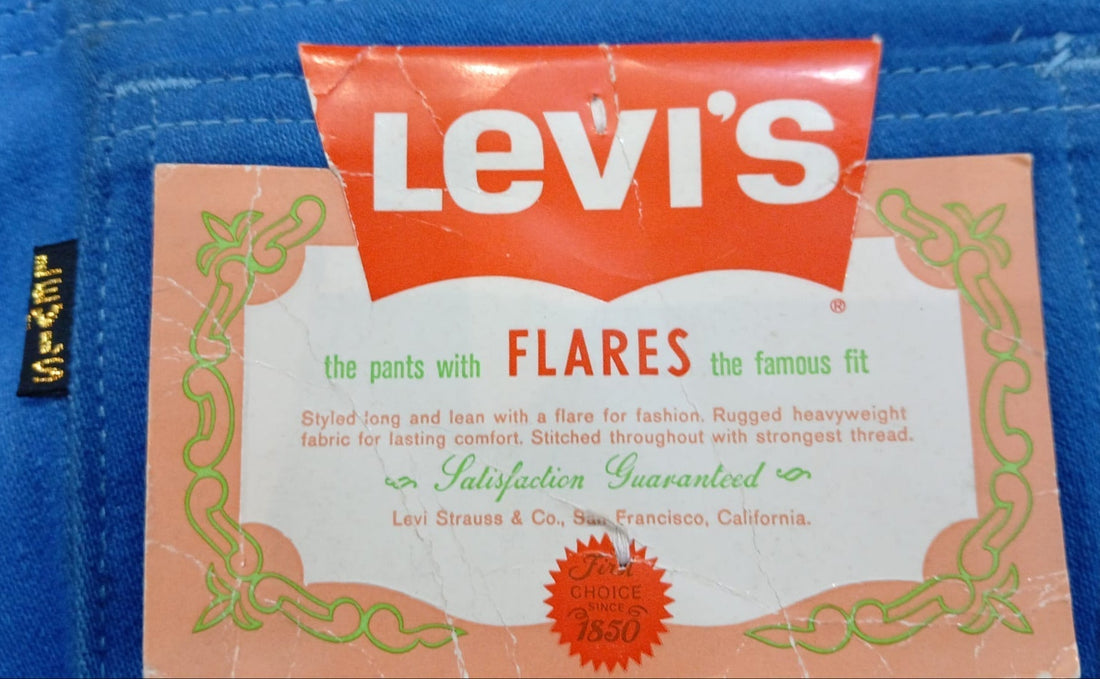 LEVI'S
LeVI'S
®
the pants with FLARES the famous fit
Styled long and lean with a flare for fashion. Rugged heavyweight
fabric for lasting comfort. Stitched throughout with strongest thread.
Satisfaction Guaranteed
Levi Strauss & Co., San Francisco, California.
First
CHOICE
SINCE
1850